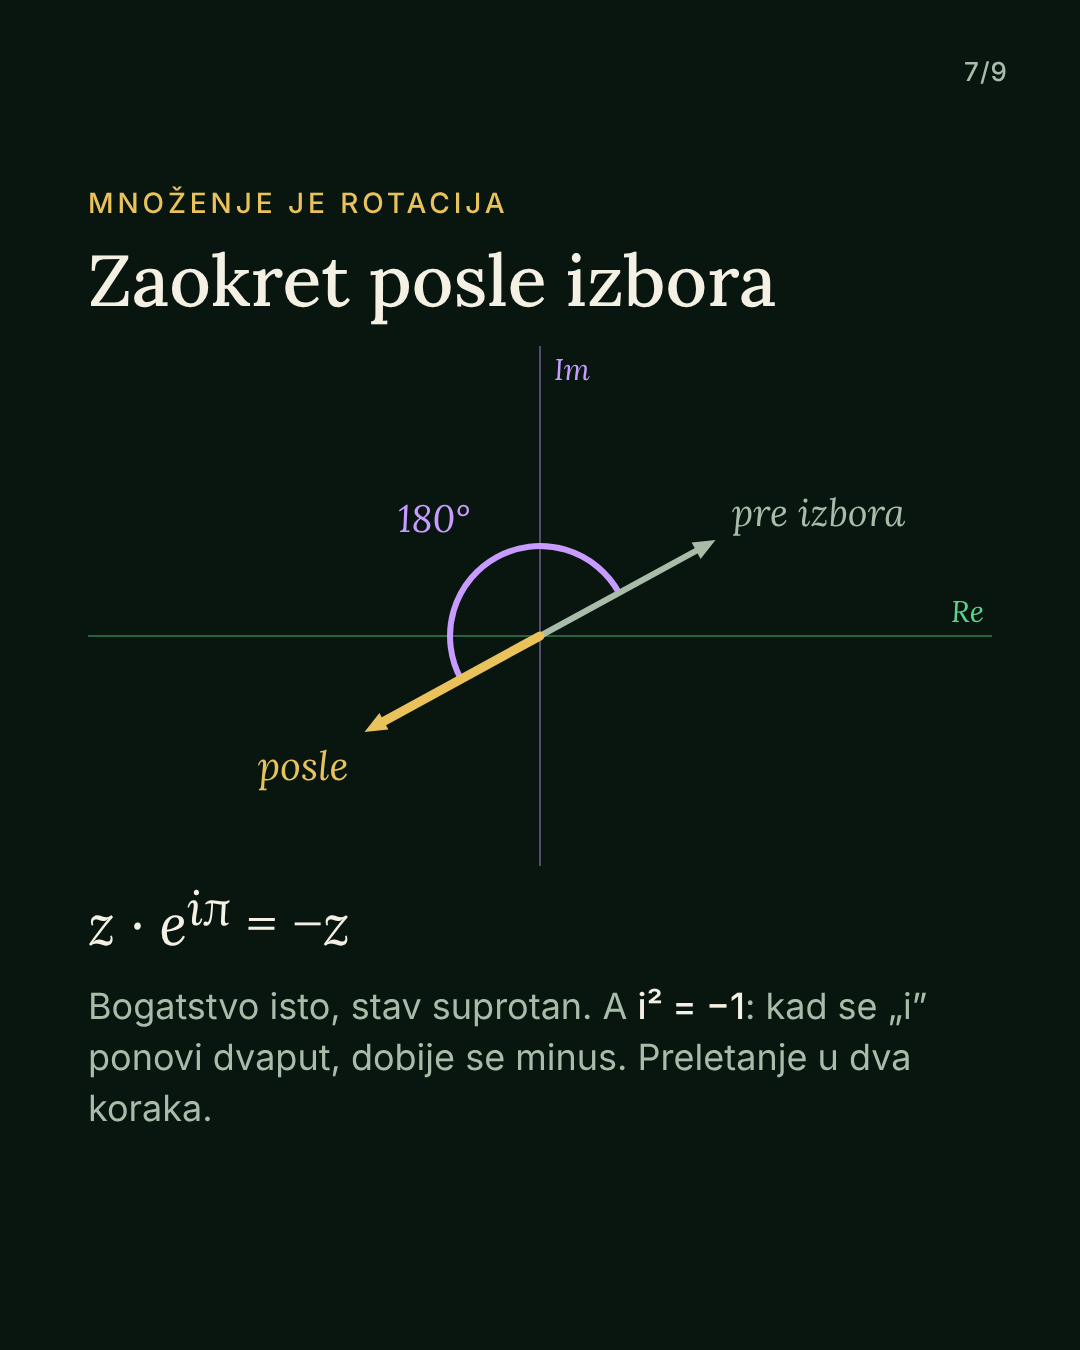 7/9
MNOŽENJE JE ROTACIJA
Zaokret posle izbora
Im
180°
pre izbora
Re
posle
z · e^{iπ} = −z
Bogatstvo isto, stav suprotan. A i² = −1: kad se „i”
ponovi dvaput, dobije se minus. Preletanje u dva
koraka.